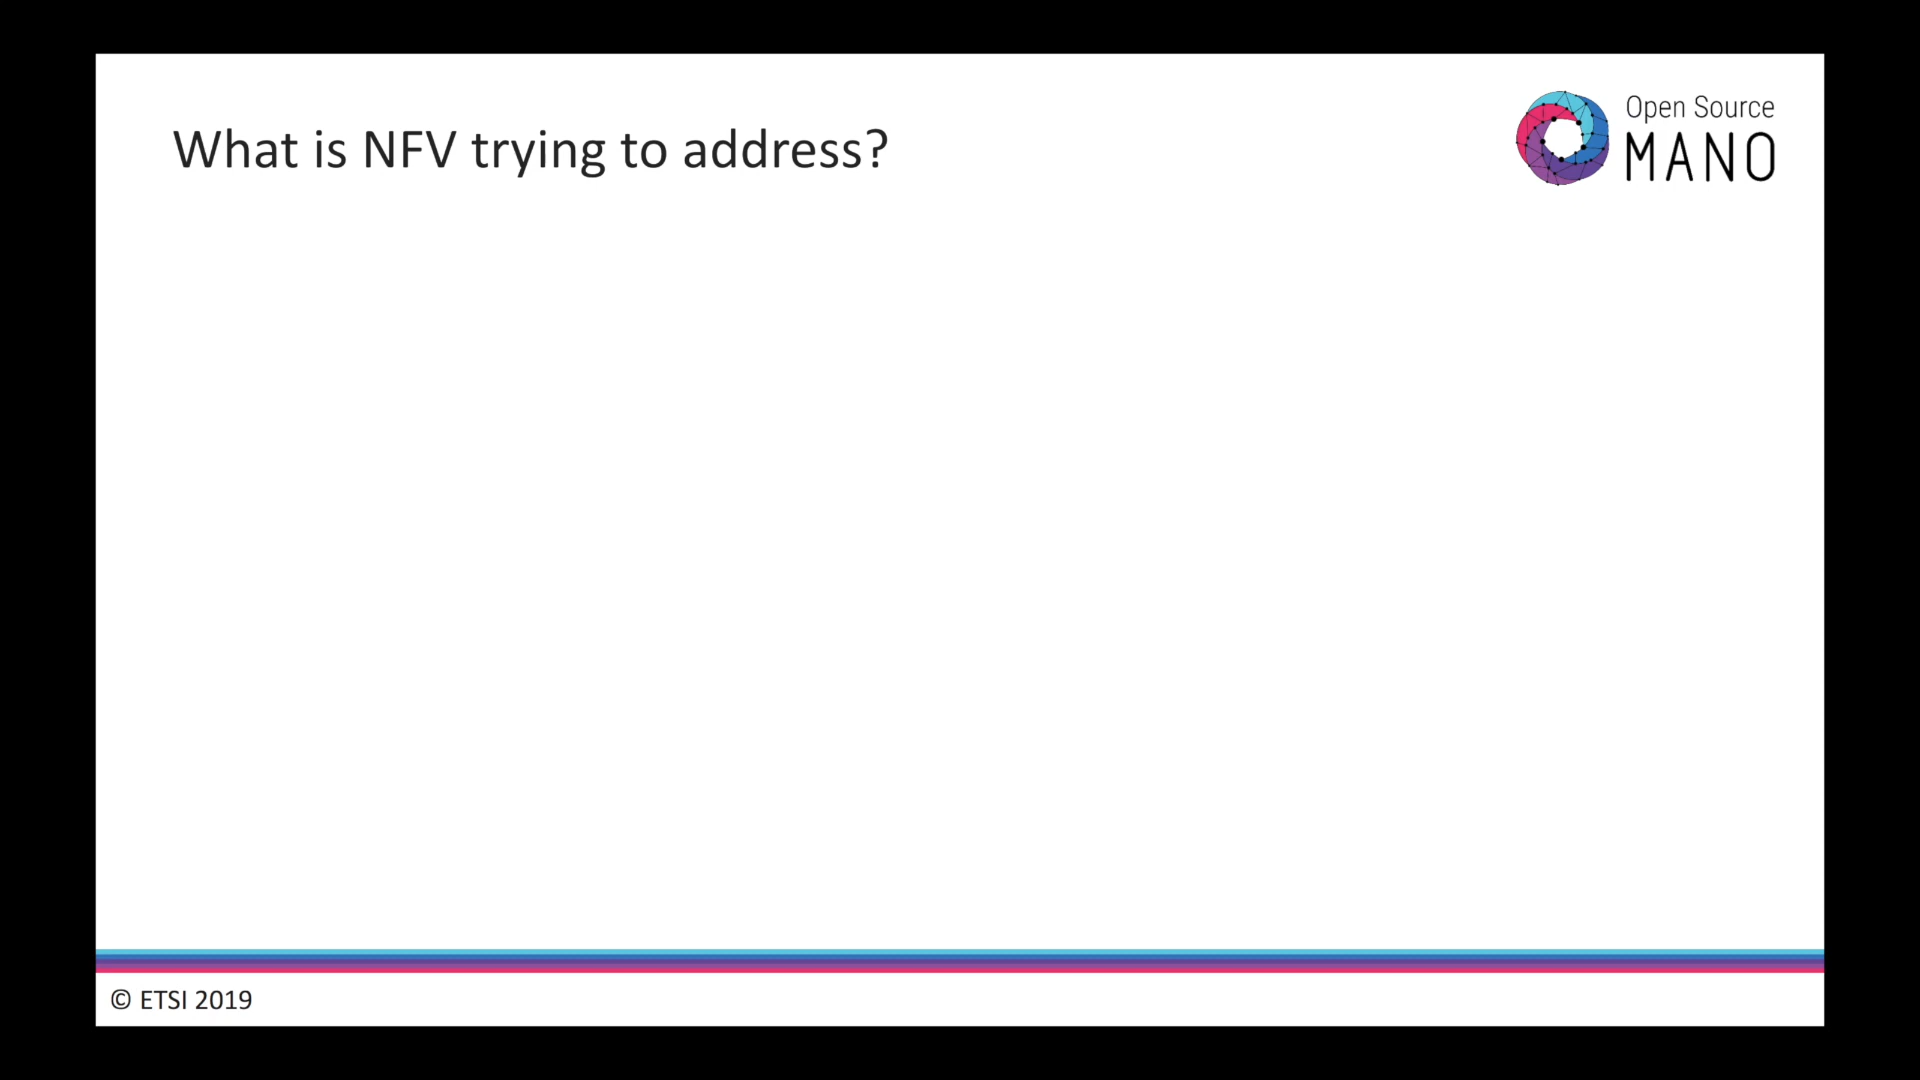 What is NFV trying to address?
Open Source
MANO
© ETSI 2019